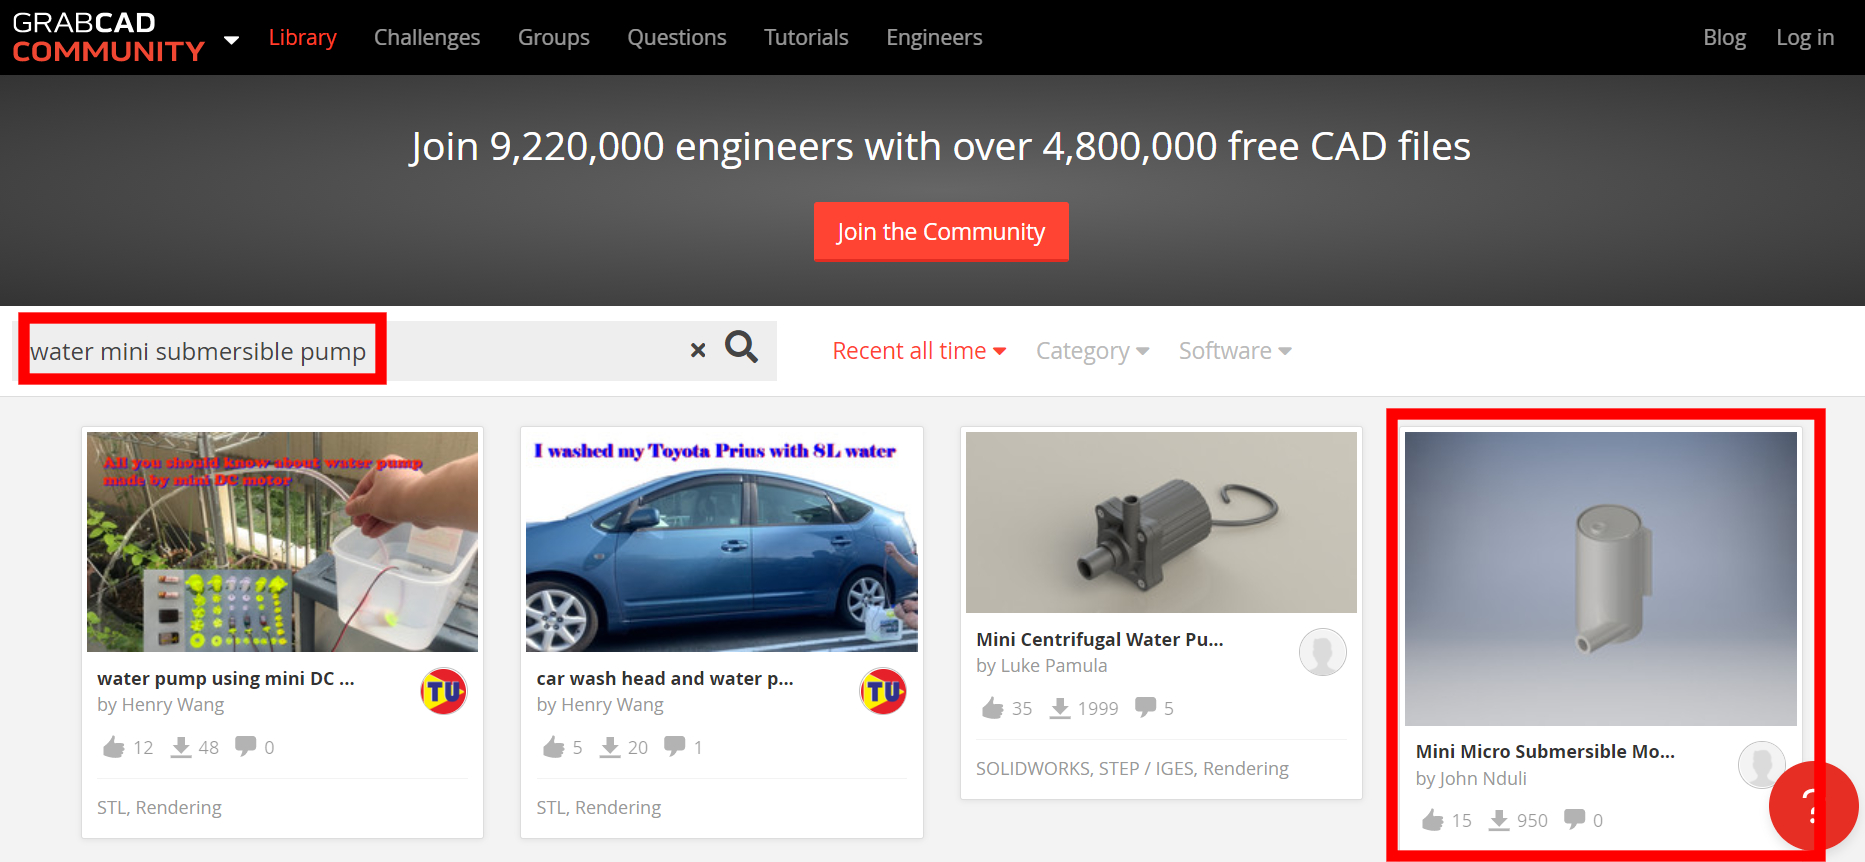 GRABCAD
COMMUNITY
Library Challenges Groups Questions Tutorials Engineers Blog Log in
Join 9,220,000 engineers with over 4,800,000 free CAD files
Join the Community
water mini submersible pump
Recent all time Category Software
All you should know about water pump
made by mini DC motor
water pump using mini DC ...
by Henry Wang
TU
12 48 0
STL, Rendering
I washed my Toyota Prius with 8L water
car wash head and water p...
by Henry Wang
TU
5 20 1
STL, Rendering
Mini Centrifugal Water Pu...
by Luke Pamula
35 1999 5
SOLIDWORKS, STEP / IGES, Rendering
Mini Micro Submersible Mo...
by John Nduli
15 950 0
?